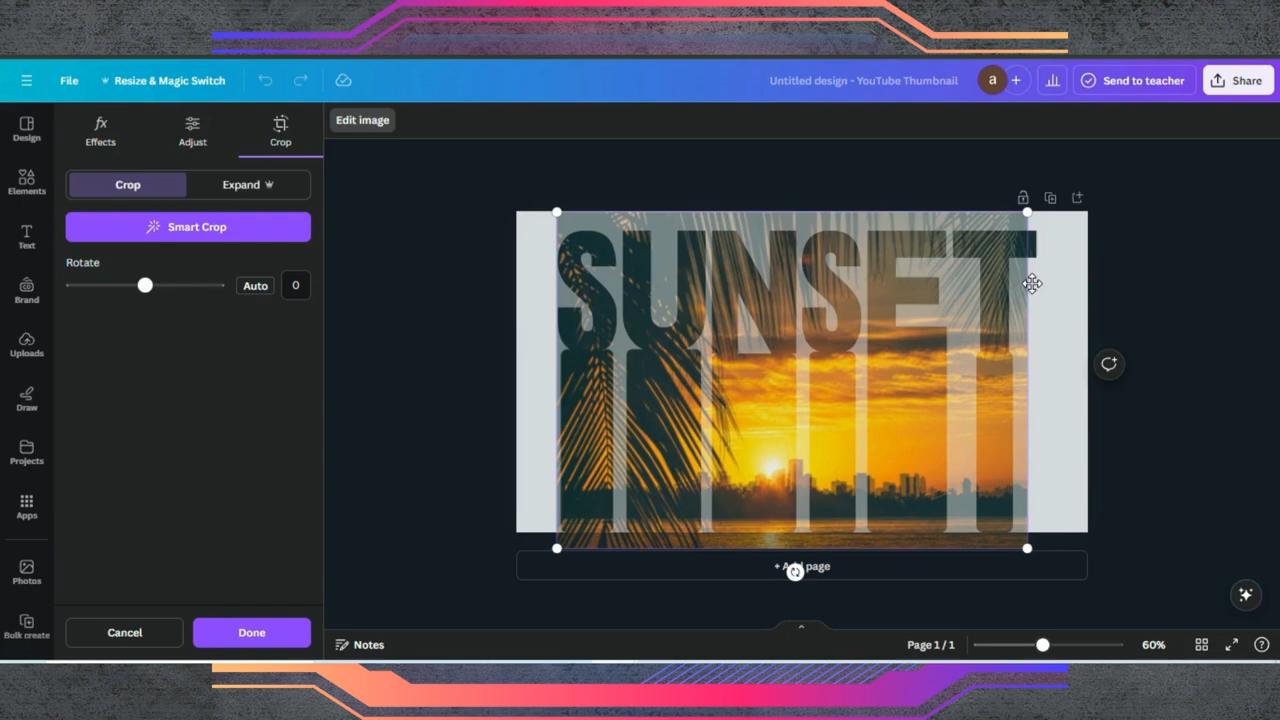 File
Resize & Magic Switch
Untitled design - YouTube Thumbnail
a
+
Send to teacher
Share
Design
Elements
Text
Brand
Uploads
Draw
Projects
Apps
Photos
Bulk create
fx
Effects
Adjust
Crop
Crop
Expand
Smart Crop
Rotate
Auto
0
Cancel
Done
Edit image
SUNSET
page
Notes
Page 1 / 1
60%